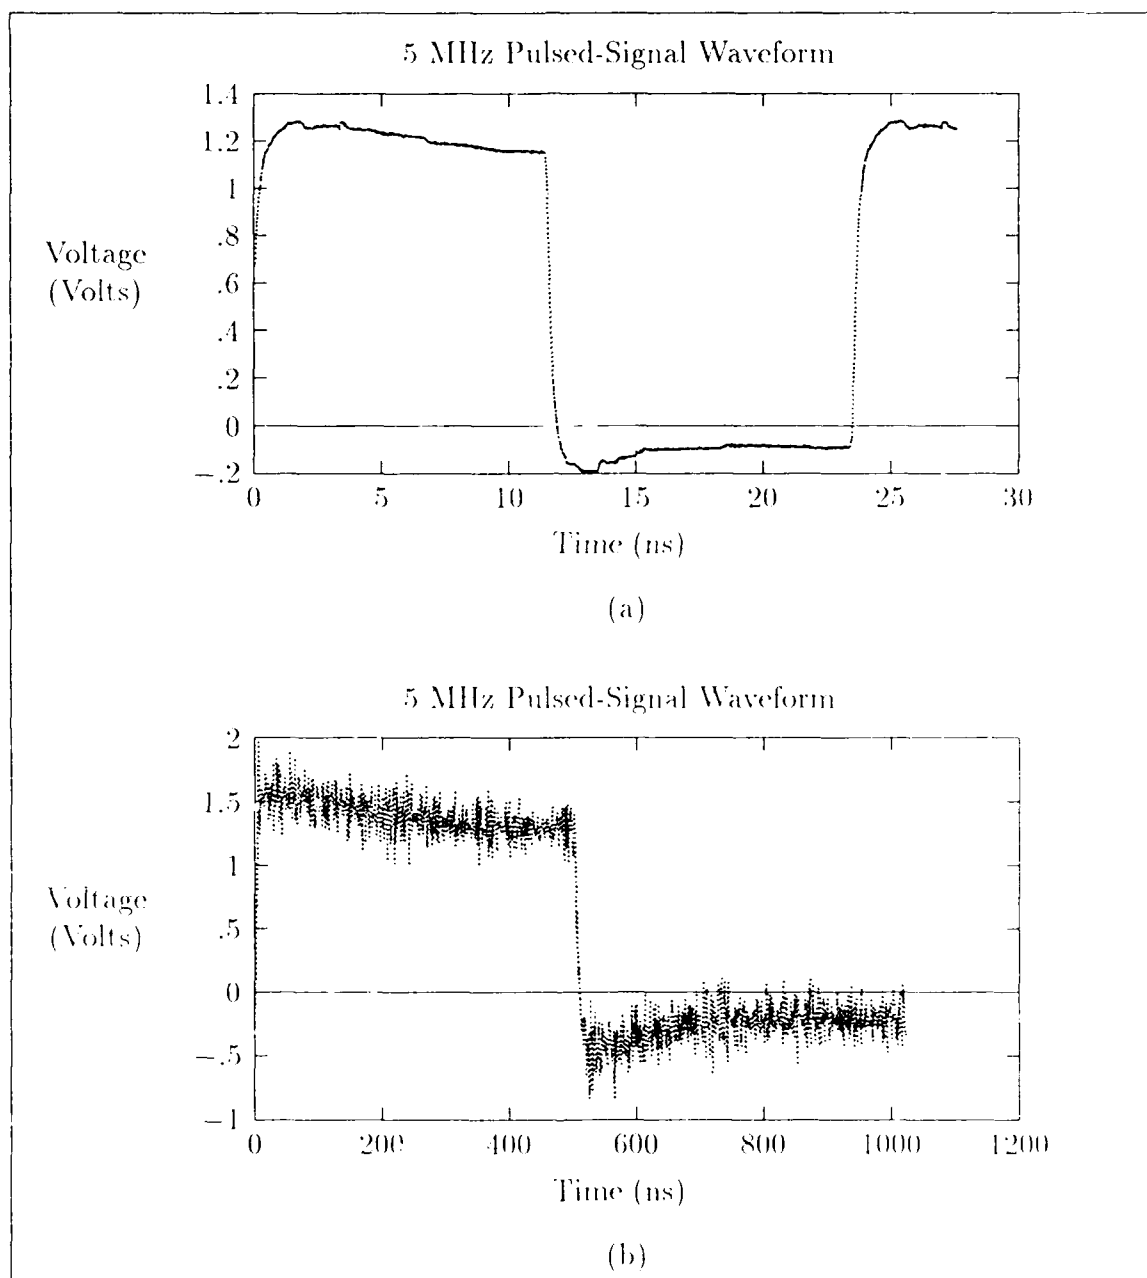 5 MHz Pulsed-Signal Waveform
1.4
1.2
1
.8
.6
.4
.2
0
−.2
Voltage
(Volts)
0 5 10 15 20 25 30
Time (ns)
(a)
5 MHz Pulsed-Signal Waveform
2
1.5
1
.5
0
−.5
−1
Voltage
(Volts)
0 200 400 600 800 1000 1200
Time (ns)
(b)